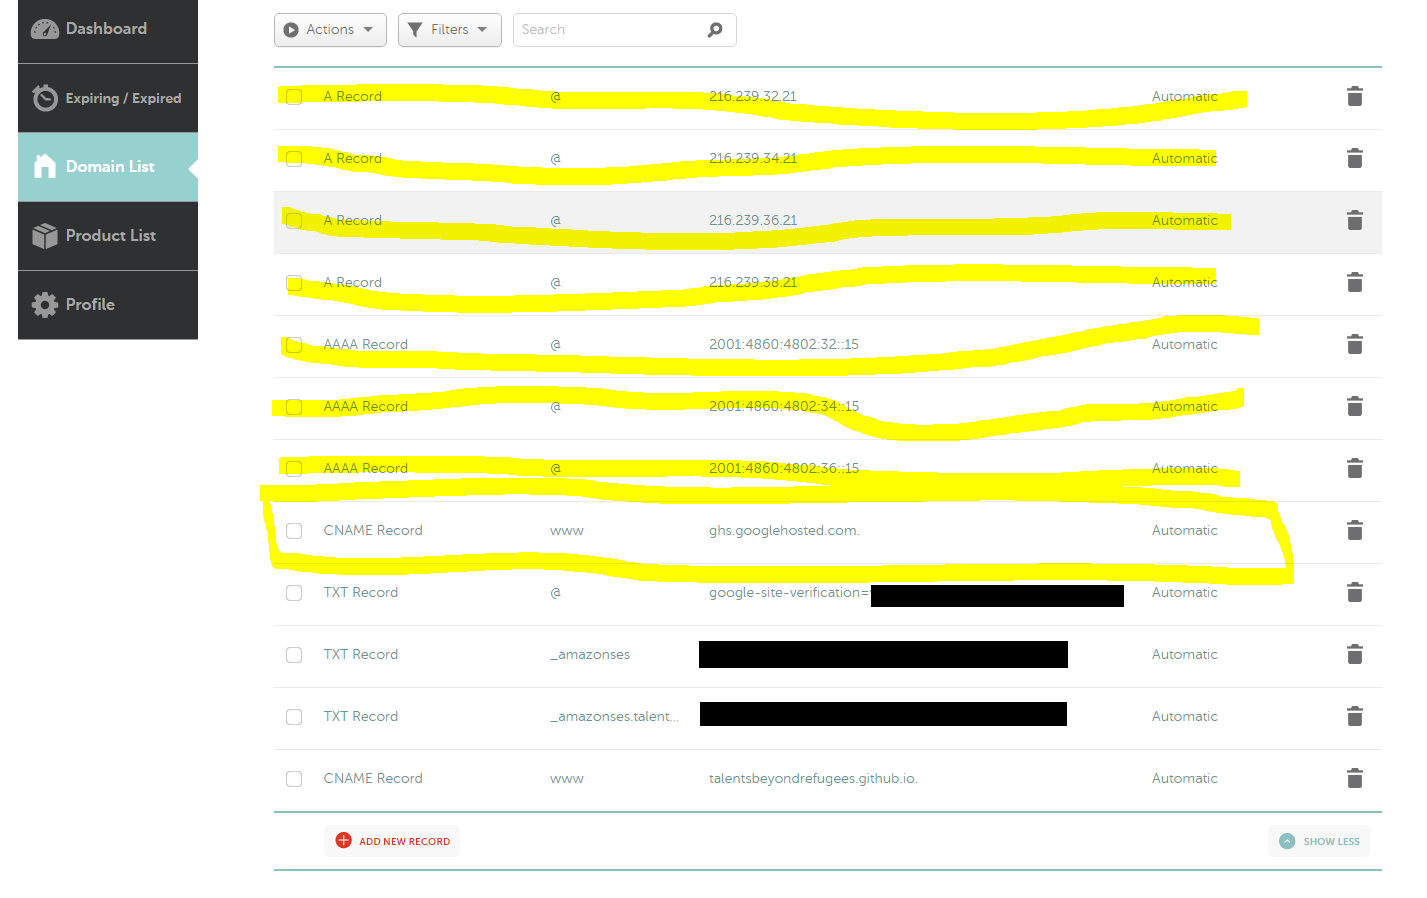 Dashboard
Expiring / Expired
Domain List
Product List
Profile
Actions Filters Search
A Record @ 216.239.32.21 Automatic
A Record @ 216.239.34.21 Automatic
A Record @ 216.239.36.21 Automatic
A Record @ 216.239.38.21 Automatic
AAAA Record @ 2001:4860:4802:32::15 Automatic
AAAA Record @ 2001:4860:4802:34::15 Automatic
AAAA Record @ 2001:4860:4802:36::15 Automatic
CNAME Record www ghs.googlehosted.com. Automatic
TXT Record @ google-site-verification= Automatic
TXT Record _amazonses Automatic
TXT Record _amazonses.talent... Automatic
CNAME Record www talentsbeyondrefugees.github.io. Automatic
ADD NEW RECORD SHOW LESS